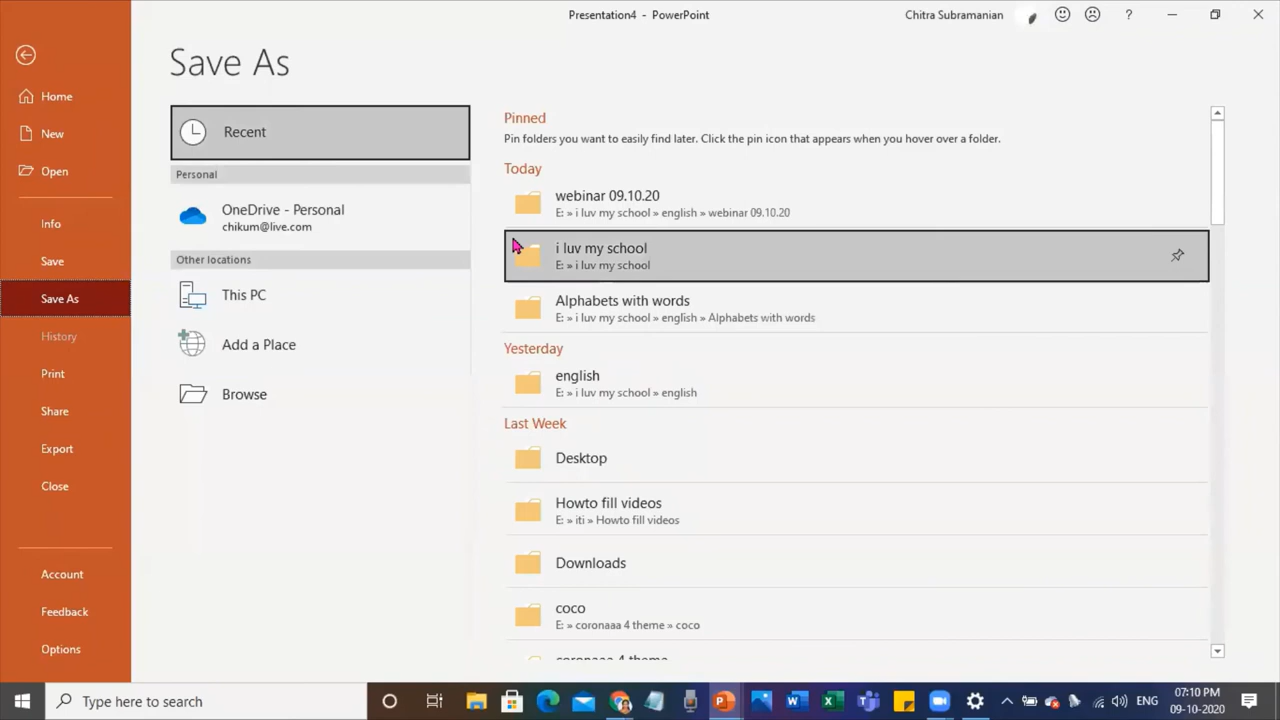 Presentation4 - PowerPoint
Chitra Subramanian
?
Home
New
Open
Info
Save
Save As
History
Print
Share
Export
Close
Account
Feedback
Options
Save As
Recent
Personal
OneDrive - Personal
chikum@live.com
Other locations
This PC
Add a Place
Browse
Pinned
Pin folders you want to easily find later. Click the pin icon that appears when you hover over a folder.
Today
webinar 09.10.20
E: » i luv my school » english » webinar 09.10.20
i luv my school
E: » i luv my school
Alphabets with words
E: » i luv my school » english » Alphabets with words
Yesterday
english
E: » i luv my school » english
Last Week
Desktop
Howto fill videos
E: » iti » Howto fill videos
Downloads
coco
E: » coronaaa 4 theme » coco
coronaaa 4 theme
Type here to search
ENG
07:10 PM
09-10-2020